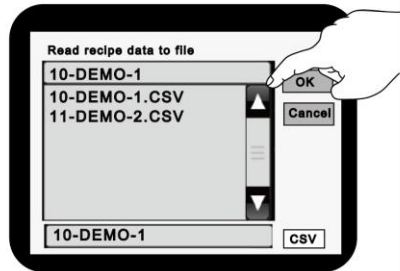 Read recipe data to file
10-DEMO-1
10-DEMO-1.CSV
11-DEMO-2.CSV
OK
Cancel
10-DEMO-1
CSV